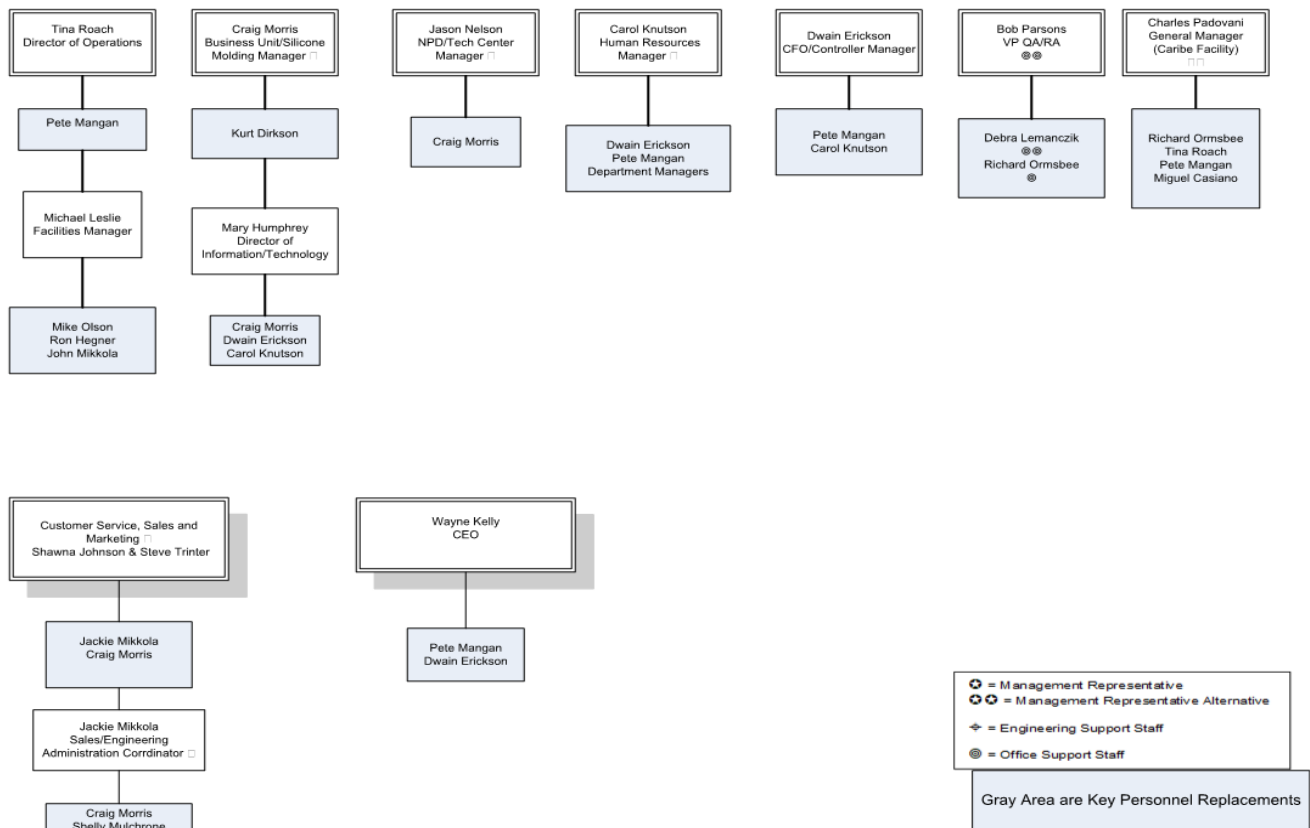 Tina Roach
Director of Operations
Pete Mangan
Michael Leslie
Facilities Manager
Mike Olson
Ron Hegner
John Mikkola
Craig Morris
Business Unit/Silicone
Molding Manager □
Kurt Dirkson
Mary Humphrey
Director of
Information/Technology
Craig Morris
Dwain Erickson
Carol Knutson
Jason Nelson
NPD/Tech Center
Manager □
Craig Morris
Carol Knutson
Human Resources
Manager □
Dwain Erickson
Pete Mangan
Department Managers
Dwain Erickson
CFO/Controller Manager
Pete Mangan
Carol Knutson
Bob Parsons
VP QA/RA
◎◎
Debra Lemanczik
◎◎
Richard Ormsbee
◎
Charles Padovani
General Manager
(Caribe Facility)
□□
Richard Ormsbee
Tina Roach
Pete Mangan
Miguel Casiano
Customer Service, Sales and
Marketing □
Shawna Johnson & Steve Trinter
Jackie Mikkola
Craig Morris
Jackie Mikkola
Sales/Engineering
Administration Corrdinator □
Craig Morris
Shelly Mulchrone
Wayne Kelly
CEO
Pete Mangan
Dwain Erickson
✪ = Management Representative
✪✪ = Management Representative Alternative
⌖ = Engineering Support Staff
◎ = Office Support Staff
Gray Area are Key Personnel Replacements